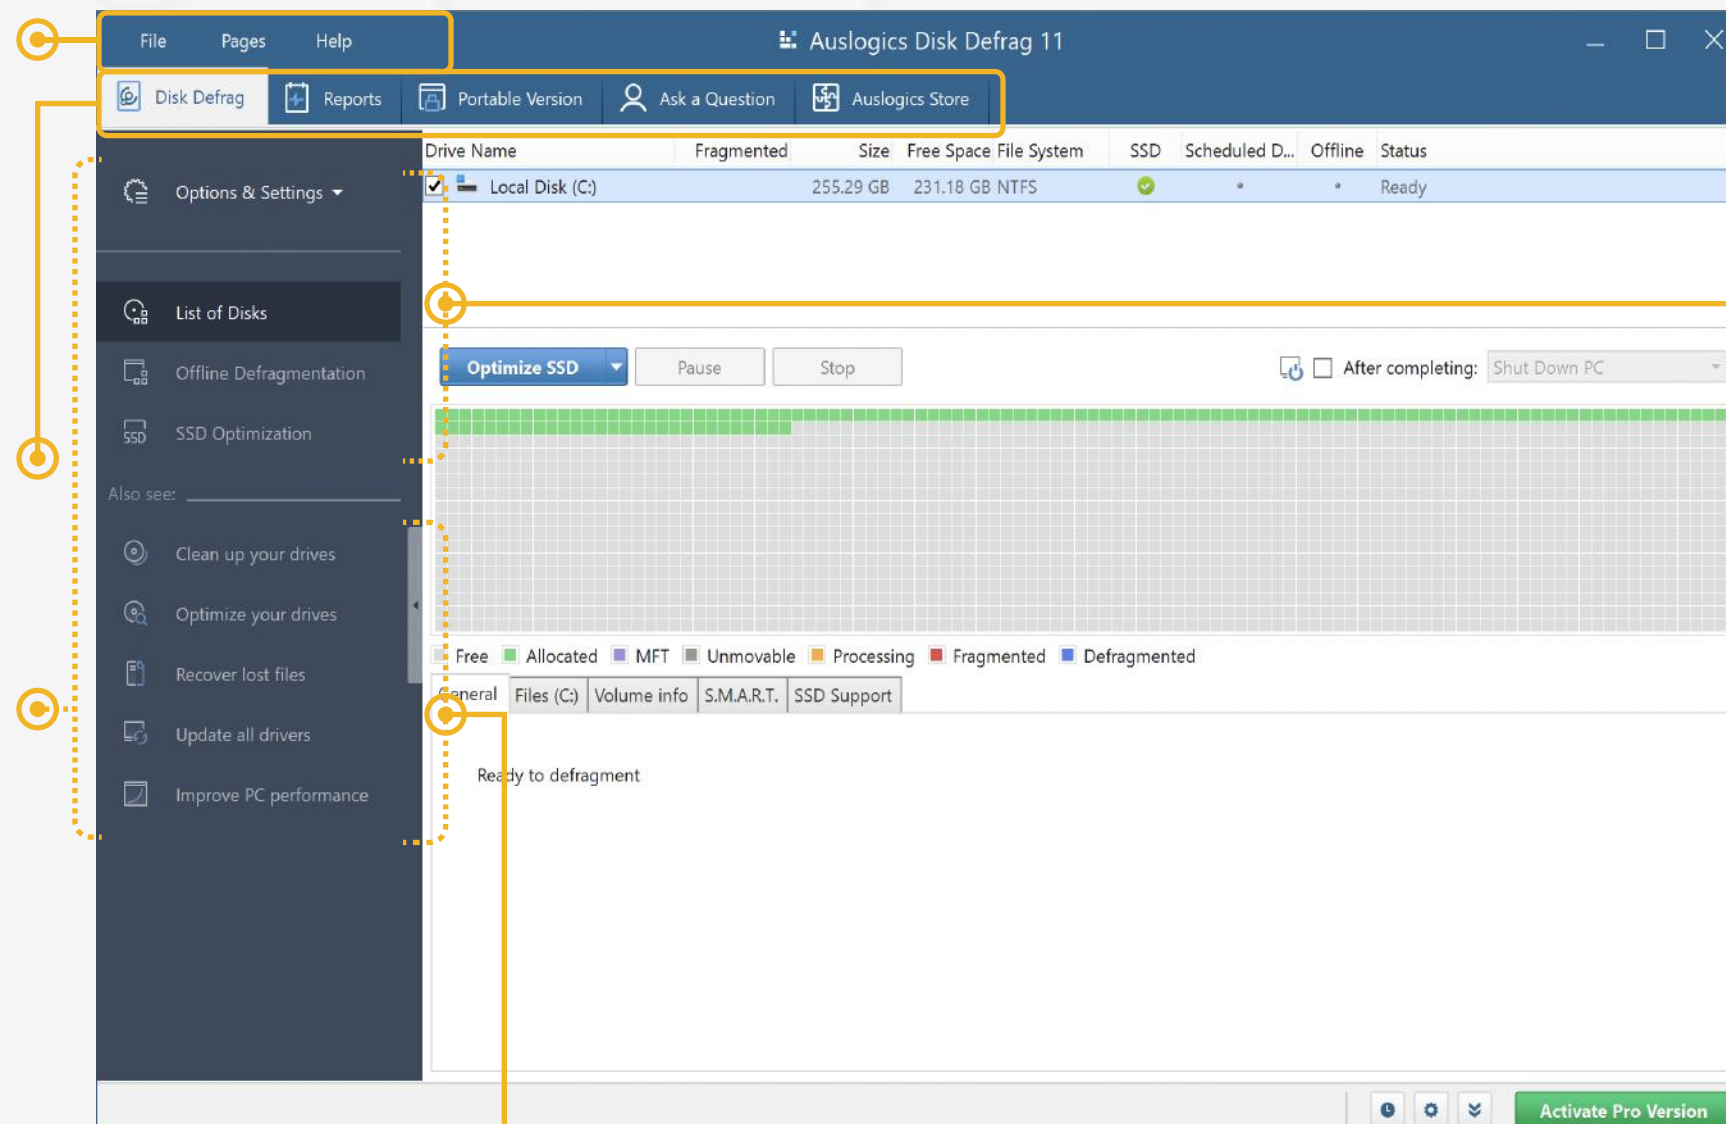 File Pages Help Auslogics Disk Defrag 11
Disk Defrag Reports Portable Version Ask a Question Auslogics Store
Drive Name Fragmented Size Free Space File System SSD Scheduled D... Offline Status
Local Disk (C:) 255.29 GB 231.18 GB NTFS Ready
Options & Settings
List of Disks
Offline Defragmentation
SSD SSD Optimization
Also see:
Clean up your drives
Optimize your drives
Recover lost files
Update all drivers
Improve PC performance
Optimize SSD Pause Stop After completing: Shut Down PC
Free Allocated MFT Unmovable Processing Fragmented Defragmented
General Files (C:) Volume info S.M.A.R.T. SSD Support
Ready to defragment
Activate Pro Version